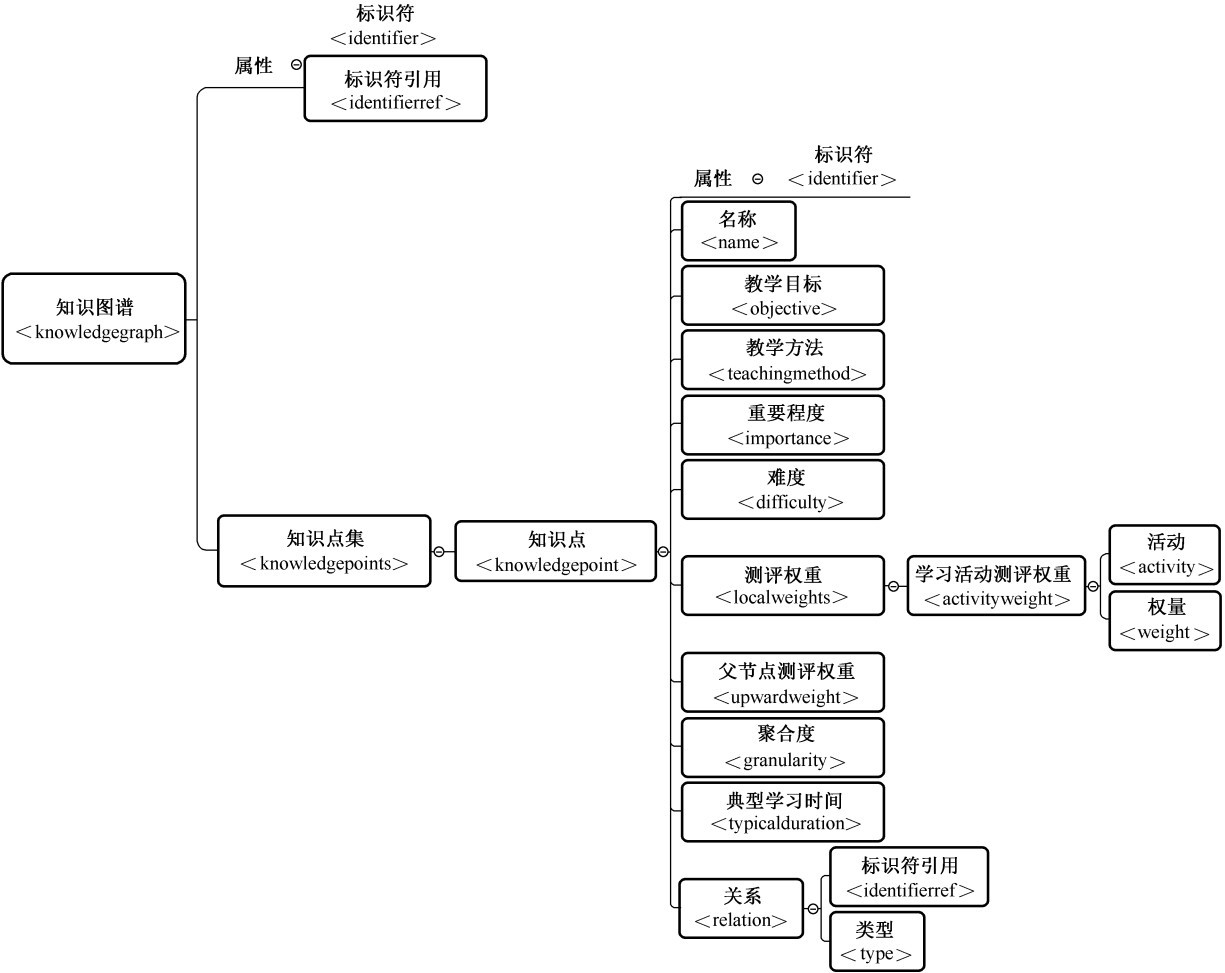 标识符
<identifier>
属性
标识符引用
<identifierref>
标识符
<identifier>
属性
名称
<name>
教学目标
<objective>
教学方法
<teachingmethod>
知识图谱
<knowledgegraph>
重要程度
<importance>
难度
<difficulty>
知识点集
<knowledgepoints>
知识点
<knowledgepoint>
测评权重
<localweights>
学习活动测评权重
<activityweight>
活动
<activity>
权量
<weight>
父节点测评权重
<upwardweight>
聚合度
<granularity>
典型学习时间
<typicalduration>
关系
<relation>
标识符引用
<identifierref>
类型
<type>